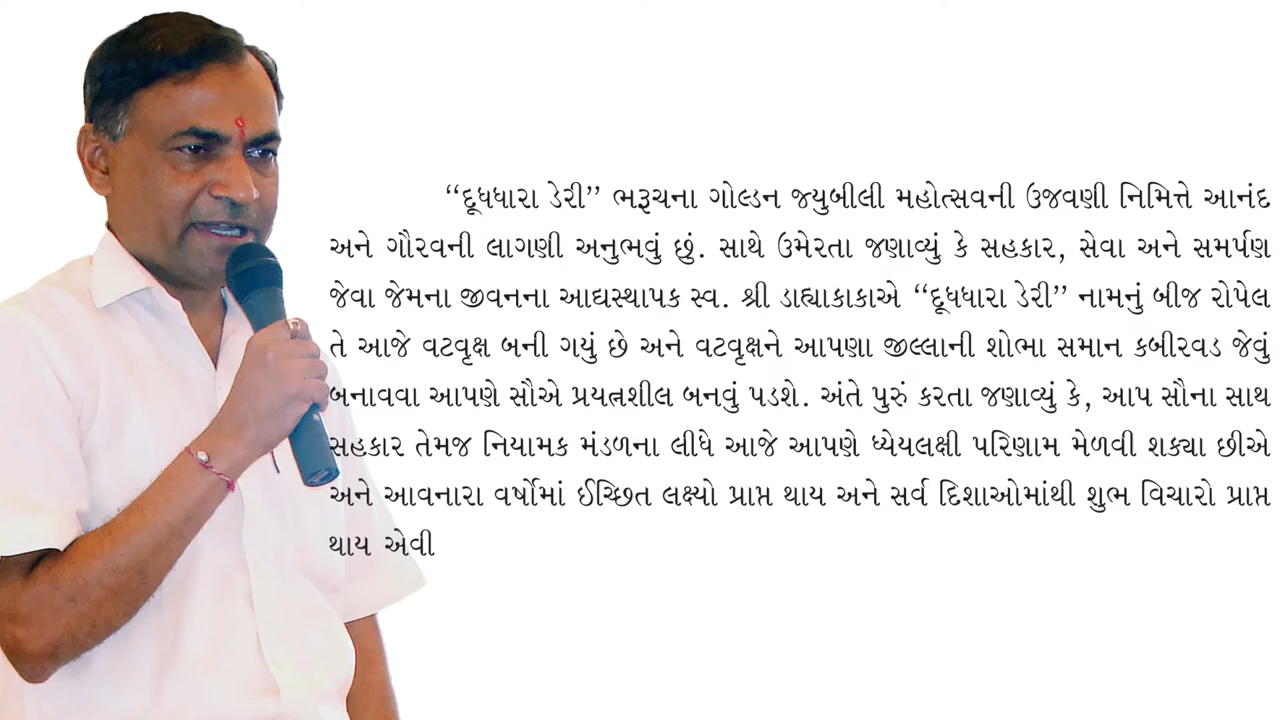 “દૂધધારા ડેરી” ભરૂચના ગોલ્ડન જ્યુબીલી મહોત્સવની ઉજવણી નિમિત્તે આનંદ
અને ગૌરવની લાગણી અનુભવું છું. સાથે ઉમેરતા જણાવ્યું કે સહકાર, સેવા અને સમર્પણ
જેવા જેમના જીવનના આદ્યસ્થાપક સ્વ. શ્રી ડાહ્યાકાકાએ “દૂધધારા ડેરી” નામનું બીજ રોપેલ
તે આજે વટવૃક્ષ બની ગયું છે અને વટવૃક્ષને આપણા જીલ્લાની શોભા સમાન કબીરવડ જેવું
બનાવવા આપણે સૌએ પ્રયત્નશીલ બનવું પડશે. અંતે પુરું કરતા જણાવ્યું કે, આપ સૌના સાથ
સહકાર તેમજ નિયામક મંડળના લીધે આજે આપણે ધ્યેયલક્ષી પરિણામ મેળવી શક્યા છીએ
અને આવનારા વર્ષોમાં ઈચ્છિત લક્ષ્યો પ્રાપ્ત થાય અને સર્વ દિશાઓમાંથી શુભ વિચારો પ્રાપ્ત
થાય એવી